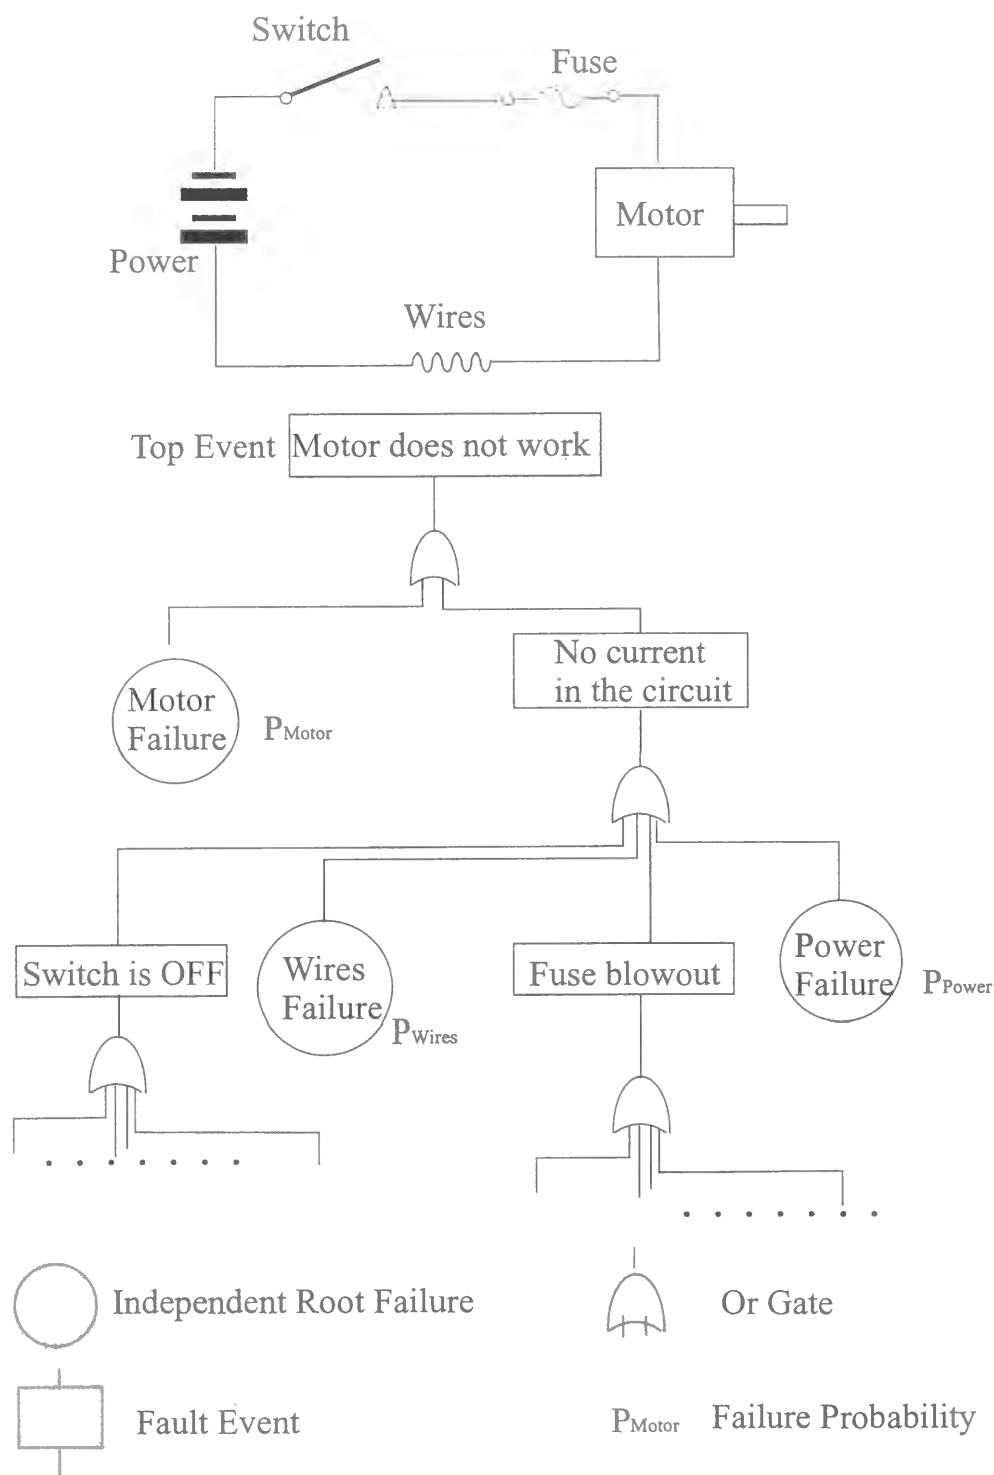 Switch
Fuse
Motor
Power
Wires
Top Event
Motor does not work
No current
in the circuit
Motor
Failure
PMotor
Switch is OFF
Wires
Failure
PWires
Fuse blowout
Power
Failure
PPower
Independent Root Failure
Or Gate
Fault Event
PMotor Failure Probability